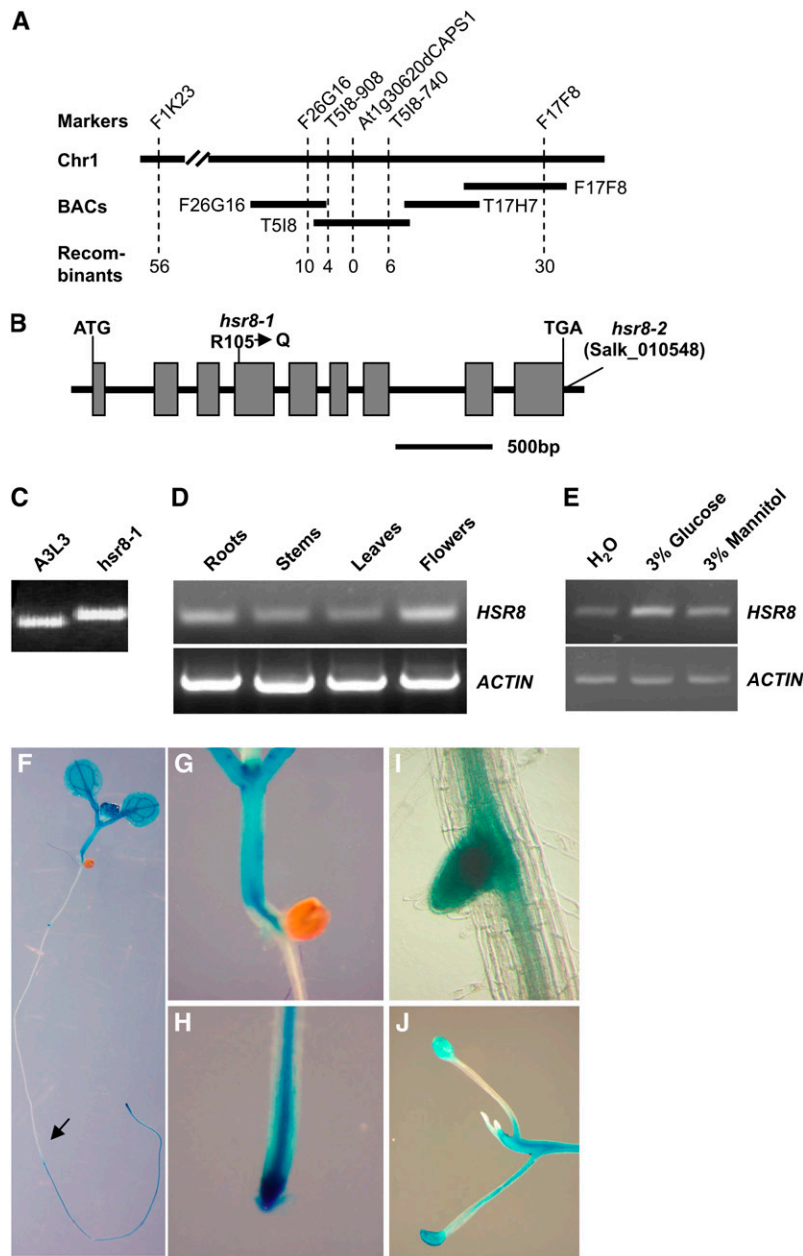 A
Markers
F1K23
F26G16
T5I8-908
At1g30620dCAPS1
T5I8-740
F17F8
Chr1
BACs
F26G16
T5I8
T17H7
F17F8
Recom-
binants
56
10
4
0
6
30
B
ATG
hsr8-1
R105 → Q
TGA
hsr8-2
(Salk_010548)
500bp
C
A3L3
hsr8-1
D
Roots
Stems
Leaves
Flowers
HSR8
ACTIN
E
H₂O
3% Glucose
3% Mannitol
HSR8
ACTIN
F
G
I
H
J